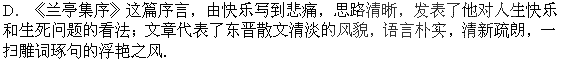 D．《兰亭集序》这篇序言，由快乐写到悲痛，思路清晰，发表了他对人生快乐
和生死问题的看法；文章代表了东晋散文清淡的风貌，语言朴实，清新疏朗，一
扫雕词琢句的浮艳之风.